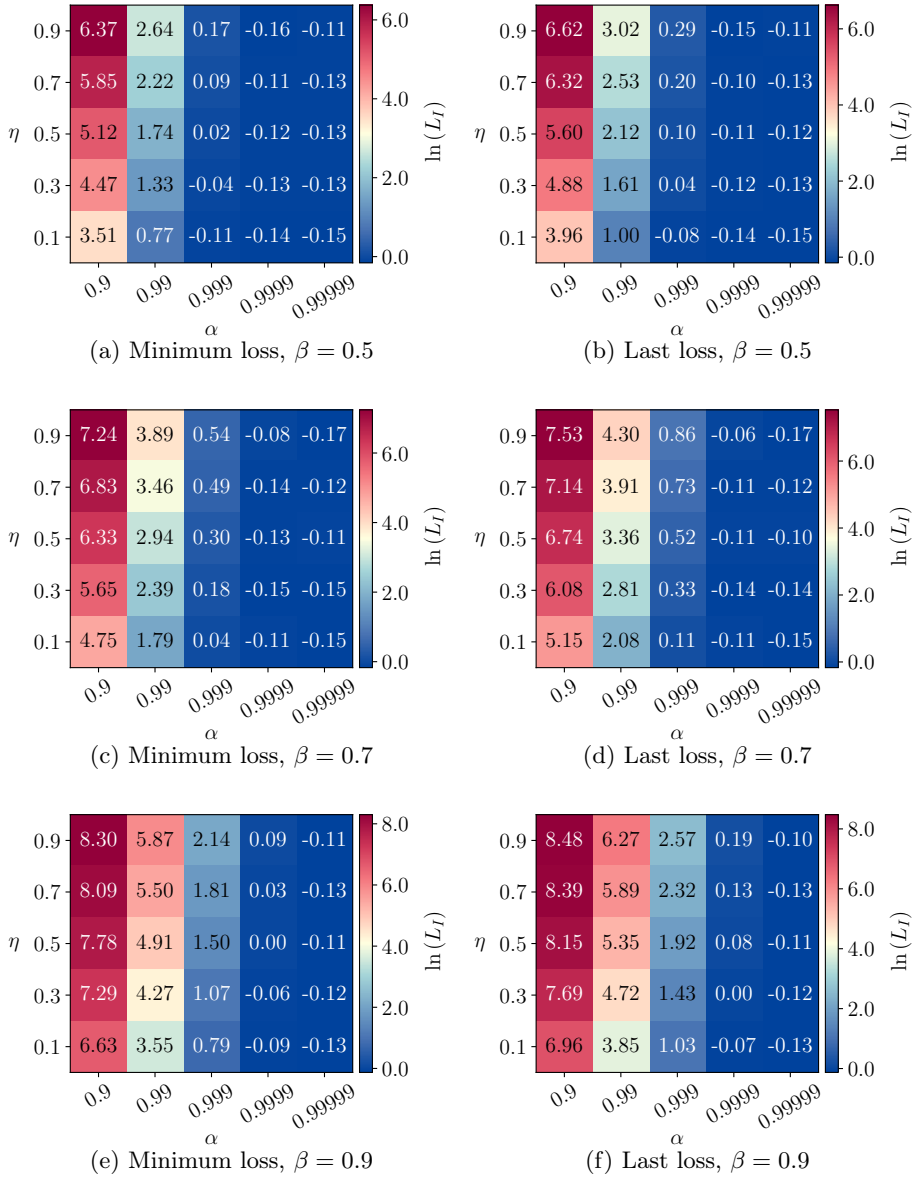 0.9 6.37 2.64 0.17 -0.16 -0.11 6.0
0.7 5.85 2.22 0.09 -0.11 -0.13 4.0
η 0.5 5.12 1.74 0.02 -0.12 -0.13 ln (L_I)
0.3 4.47 1.33 -0.04 -0.13 -0.13 2.0
0.1 3.51 0.77 -0.11 -0.14 -0.15 0.0
0.9 0.99 0.999 0.9999 0.99999
α
(a) Minimum loss, β = 0.5
0.9 6.62 3.02 0.29 -0.15 -0.11 6.0
0.7 6.32 2.53 0.20 -0.10 -0.13 4.0
η 0.5 5.60 2.12 0.10 -0.11 -0.12 ln (L_I)
0.3 4.88 1.61 0.04 -0.12 -0.13 2.0
0.1 3.96 1.00 -0.08 -0.14 -0.15 0.0
0.9 0.99 0.999 0.9999 0.99999
α
(b) Last loss, β = 0.5
0.9 7.24 3.89 0.54 -0.08 -0.17 6.0
0.7 6.83 3.46 0.49 -0.14 -0.12 4.0
η 0.5 6.33 2.94 0.30 -0.13 -0.11 ln (L_I)
0.3 5.65 2.39 0.18 -0.15 -0.15 2.0
0.1 4.75 1.79 0.04 -0.11 -0.15 0.0
0.9 0.99 0.999 0.9999 0.99999
α
(c) Minimum loss, β = 0.7
0.9 7.53 4.30 0.86 -0.06 -0.17 6.0
0.7 7.14 3.91 0.73 -0.11 -0.12 4.0
η 0.5 6.74 3.36 0.52 -0.11 -0.10 ln (L_I)
0.3 6.08 2.81 0.33 -0.14 -0.14 2.0
0.1 5.15 2.08 0.11 -0.11 -0.15 0.0
0.9 0.99 0.999 0.9999 0.99999
α
(d) Last loss, β = 0.7
0.9 8.30 5.87 2.14 0.09 -0.11 8.0
0.7 8.09 5.50 1.81 0.03 -0.13 6.0
η 0.5 7.78 4.91 1.50 0.00 -0.11 4.0 ln (L_I)
0.3 7.29 4.27 1.07 -0.06 -0.12 2.0
0.1 6.63 3.55 0.79 -0.09 -0.13 0.0
0.9 0.99 0.999 0.9999 0.99999
α
(e) Minimum loss, β = 0.9
0.9 8.48 6.27 2.57 0.19 -0.10 8.0
0.7 8.39 5.89 2.32 0.13 -0.13 6.0
η 0.5 8.15 5.35 1.92 0.08 -0.11 4.0 ln (L_I)
0.3 7.69 4.72 1.43 0.00 -0.12 2.0
0.1 6.96 3.85 1.03 -0.07 -0.13 0.0
0.9 0.99 0.999 0.9999 0.99999
α
(f) Last loss, β = 0.9